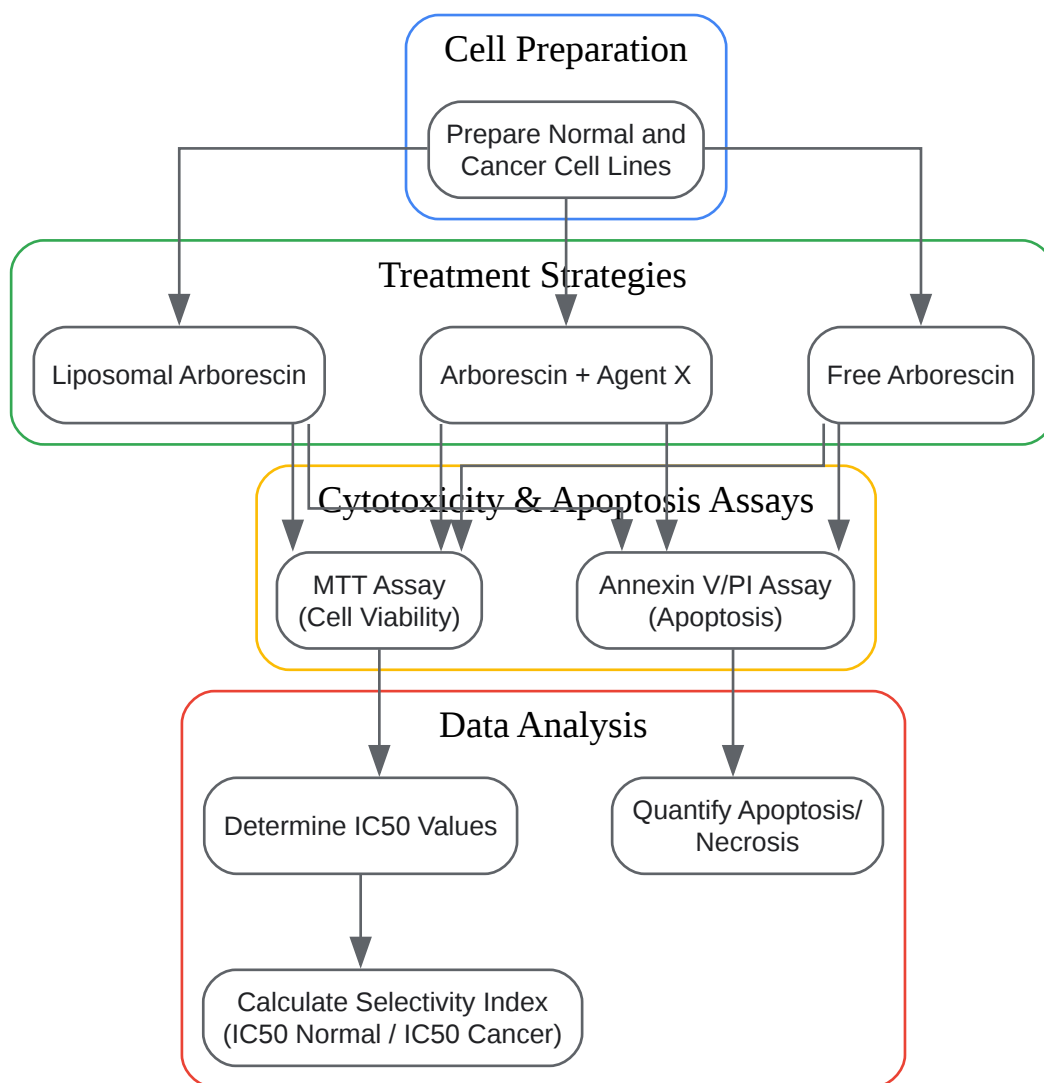 Cell Preparation
Prepare Normal and
Cancer Cell Lines
Treatment Strategies
Liposomal Arborescin
Arborescin + Agent X
Free Arborescin
Cytotoxicity & Apoptosis Assays
MTT Assay
(Cell Viability)
Annexin V/PI Assay
(Apoptosis)
Data Analysis
Determine IC50 Values
Quantify Apoptosis/
Necrosis
Calculate Selectivity Index
(IC50 Normal / IC50 Cancer)